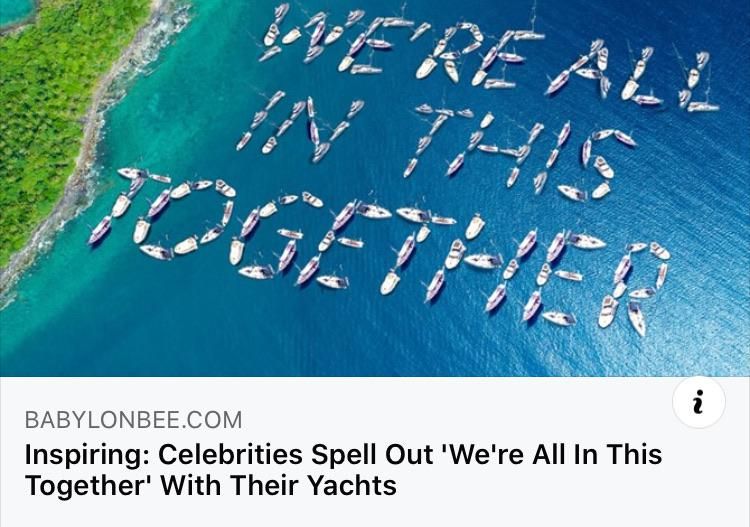 WE'RE ALL
IN THIS
TOGETHER
BABYLONBEE.COM
i
Inspiring: Celebrities Spell Out 'We're All In This
Together' With Their Yachts